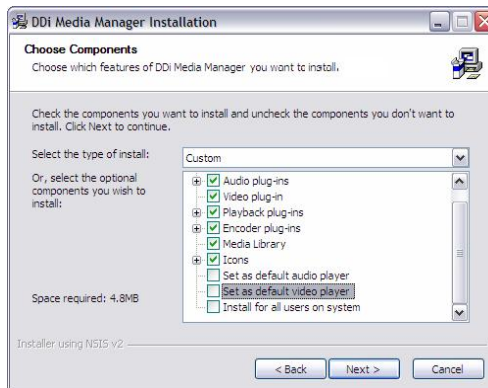 DDi Media Manager Installation
Choose Components
Choose which features of DDi Media Manager you want to install.
Check the components you want to install and uncheck the components you don't want to
install. Click Next to continue.
Select the type of install:
Custom
Or, select the optional
components you wish to
install:
Audio plug-ins
Video plug-in
Playback plug-ins
Encoder plug-ins
Media Library
Icons
Set as default audio player
Set as default video player
Install for all users on system
Space required: 4.8MB
Installer using NSIS v2
< Back
Next >
Cancel